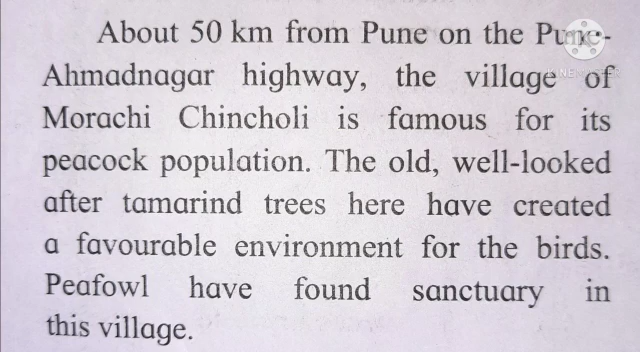 About 50 km from Pune on the Pune-
Ahmadnagar highway, the village of
Morachi Chincholi is famous for its
peacock population. The old, well-looked
after tamarind trees here have created
a favourable environment for the birds.
Peafowl have found sanctuary in
this village.